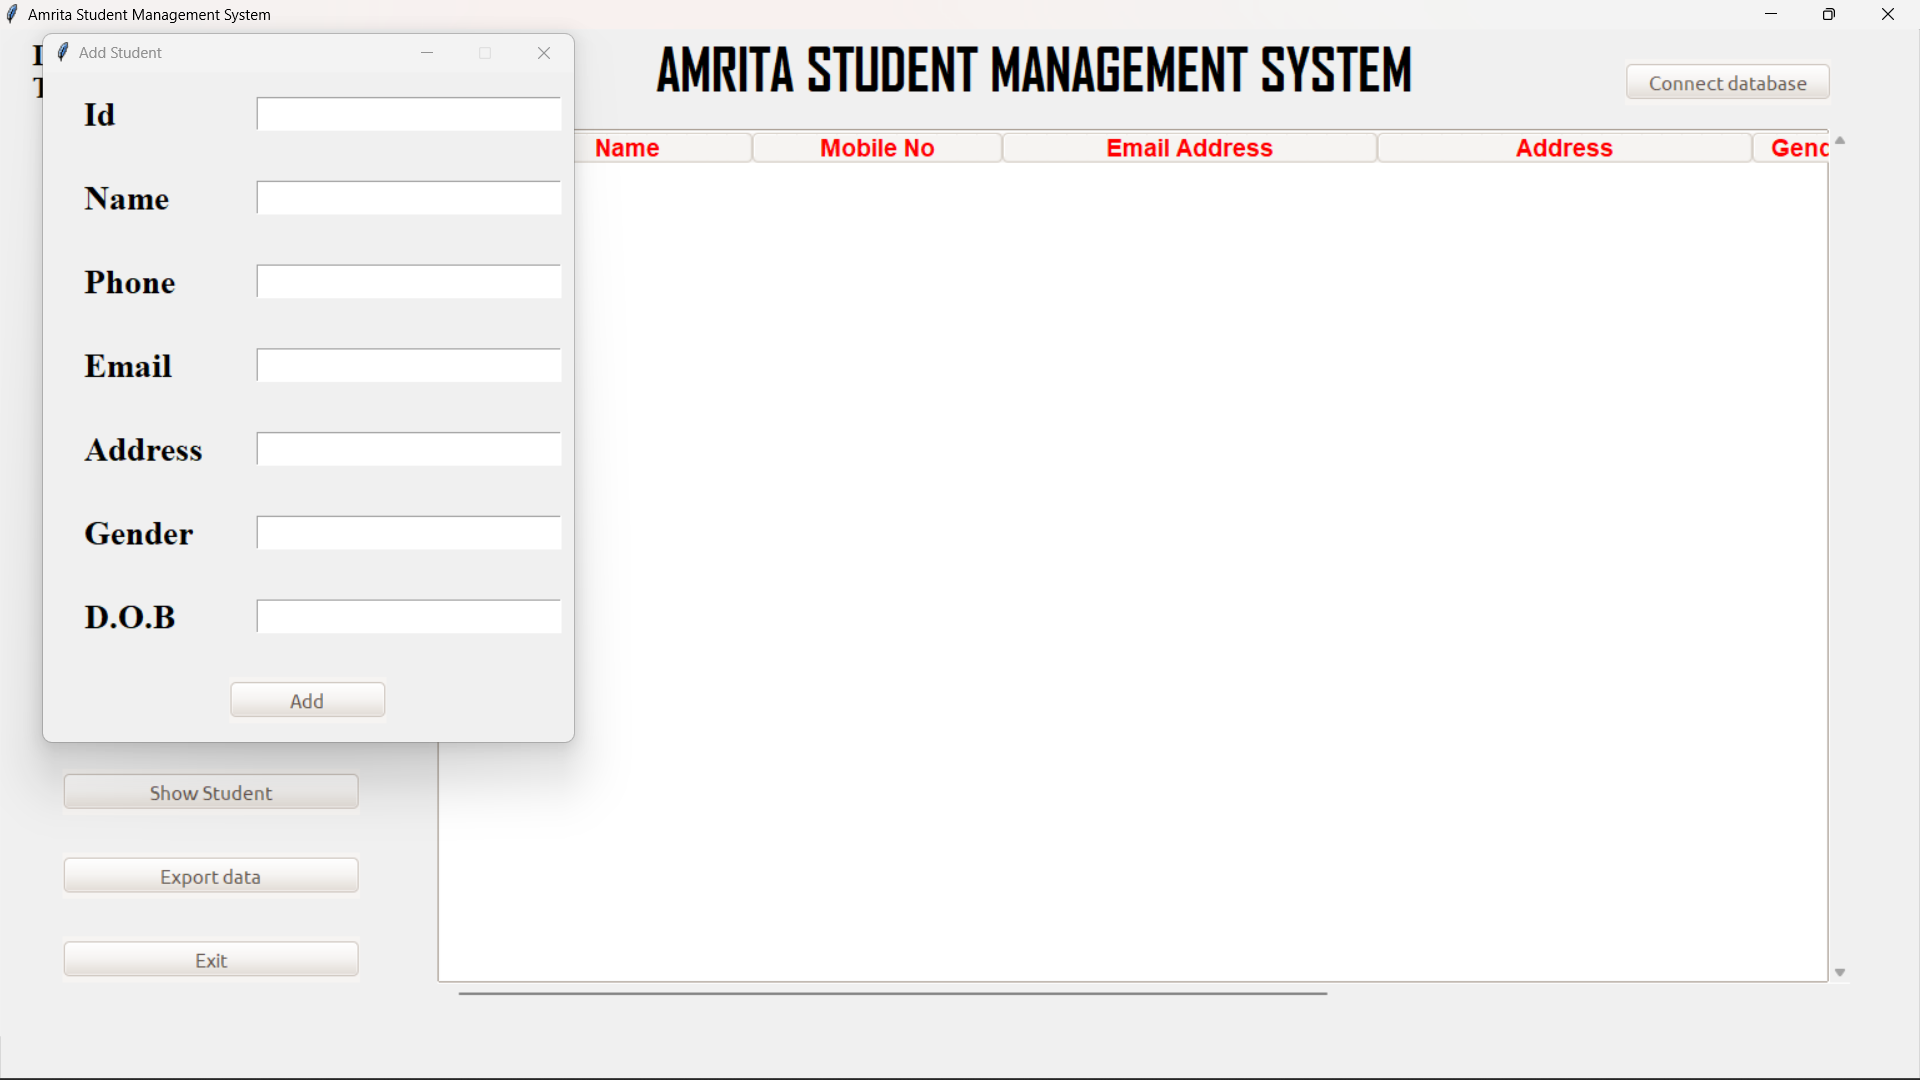 Amrita Student Management System
Add Student
AMRITA STUDENT MANAGEMENT SYSTEM
Connect database
Id
Name
Phone
Email
Address
Gender
D.O.B
Add
Name Mobile No Email Address Address Gend
Show Student
Export data
Exit